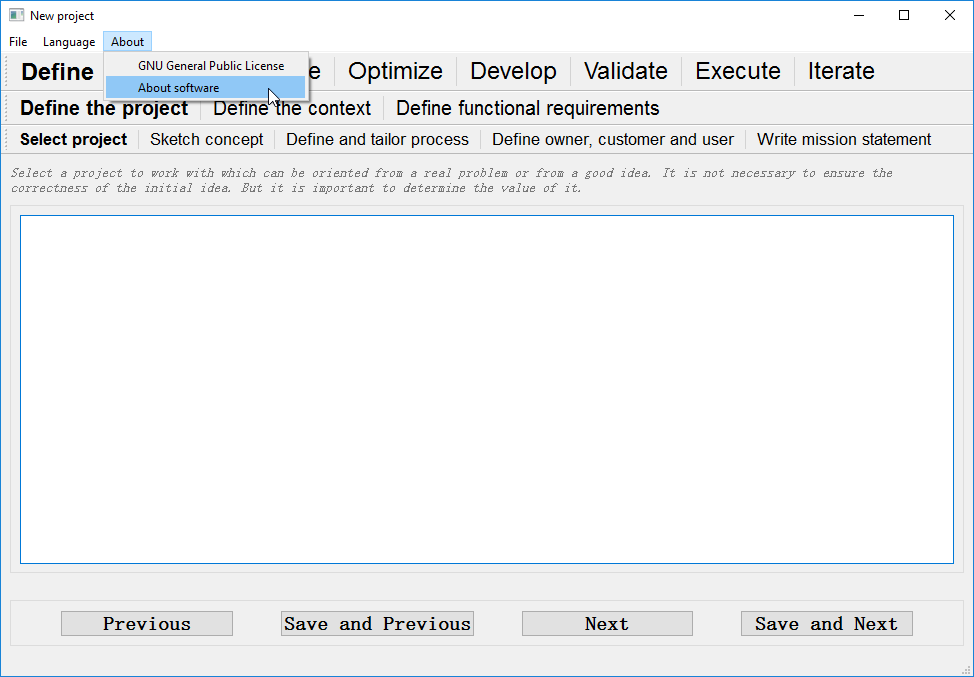 New project
File Language About
GNU General Public License
About software
Define Optimize Develop Validate Execute Iterate
Define the project Define the context Define functional requirements
Select project Sketch concept Define and tailor process Define owner, customer and user Write mission statement
Select a project to work with which can be oriented from a real problem or from a good idea. It is not necessary to ensure the
correctness of the initial idea. But it is important to determine the value of it.
Previous Save and Previous Next Save and Next